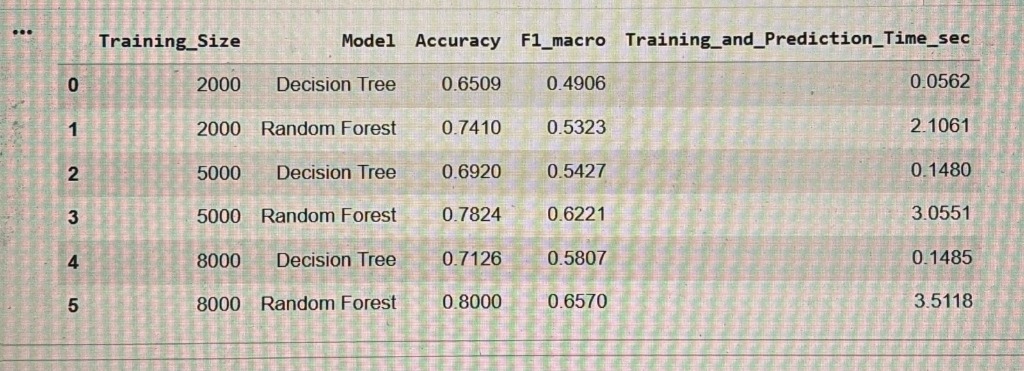 ...
Training_Size Model Accuracy F1_macro Training_and_Prediction_Time_sec
0 2000 Decision Tree 0.6509 0.4906 0.0562
1 2000 Random Forest 0.7410 0.5323 2.1061
2 5000 Decision Tree 0.6920 0.5427 0.1480
3 5000 Random Forest 0.7824 0.6221 3.0551
4 8000 Decision Tree 0.7126 0.5807 0.1485
5 8000 Random Forest 0.8000 0.6570 3.5118